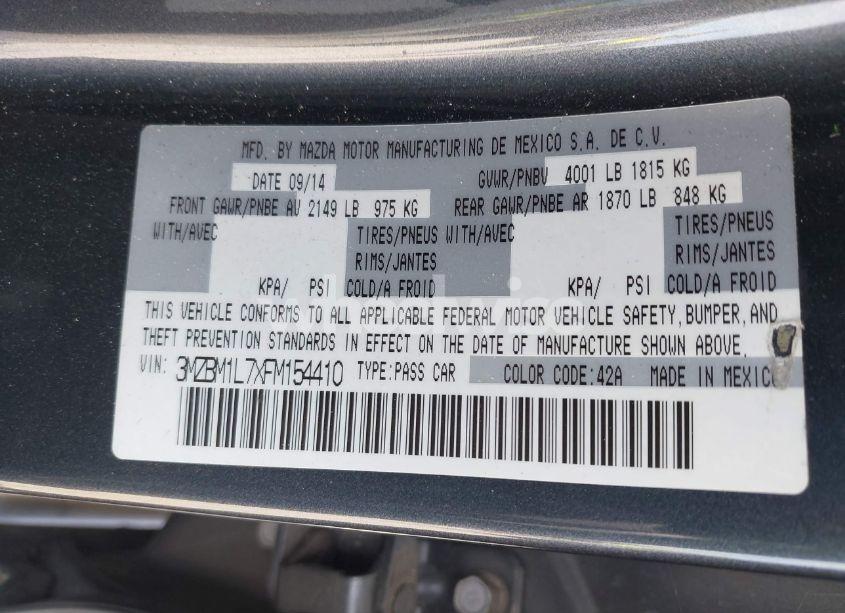 MFD. BY MAZDA MOTOR MANUFACTURING DE MEXICO S.A. DE C.V.
DATE 09/14 GVWR/PNBV 4001 LB 1815 KG
FRONT GAWR/PNBE AV 2149 LB 975 KG REAR GAWR/PNBE AR 1870 LB 848 KG
WITH/AVEC TIRES/PNEUS WITH/AVEC TIRES/PNEUS
RIMS/JANTES RIMS/JANTES
KPA/ PSI COLD/A FROID KPA/ PSI COLD/A FROID
THIS VEHICLE CONFORMS TO ALL APPLICABLE FEDERAL MOTOR VEHICLE SAFETY, BUMPER, AND
THEFT PREVENTION STANDARDS IN EFFECT ON THE DATE OF MANUFACTURE SHOWN ABOVE.
VIN: 3MZBM1L7XFM154410 TYPE:PASS CAR COLOR CODE:42A MADE IN MEXICO